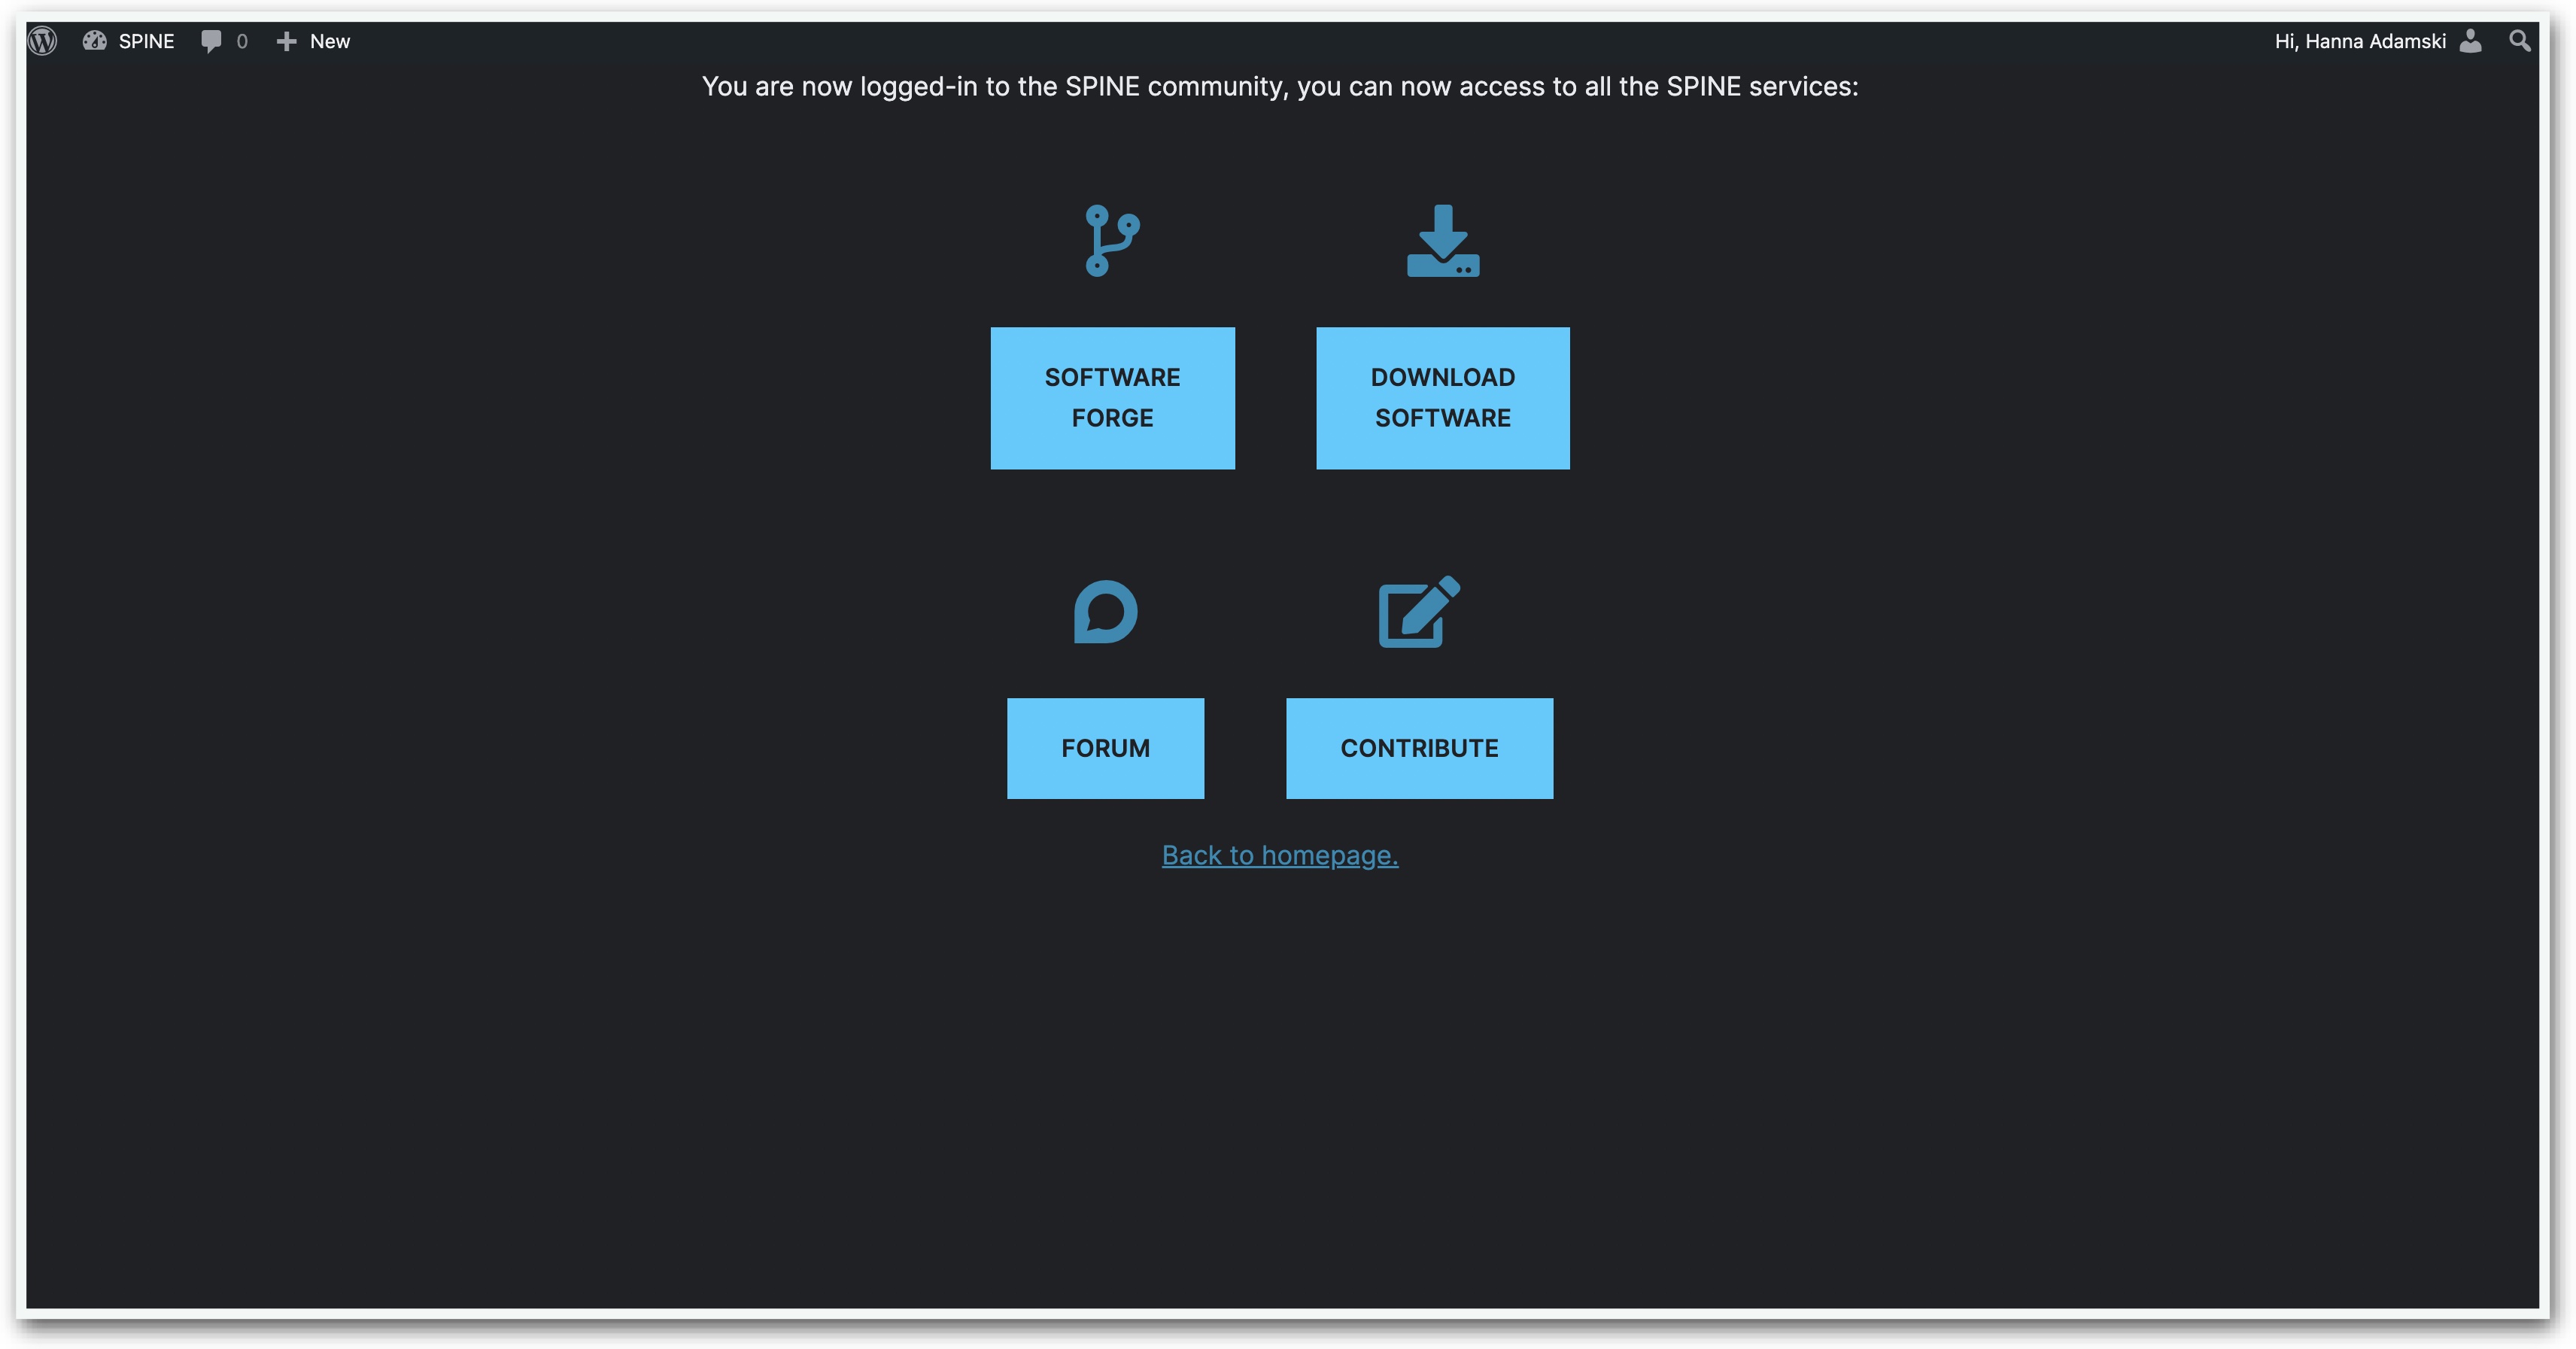 SPINE 0 New Hi, Hanna Adamski
You are now logged-in to the SPINE community, you can now access to all the SPINE services:
SOFTWARE
FORGE
DOWNLOAD
SOFTWARE
FORUM
CONTRIBUTE
Back to homepage.